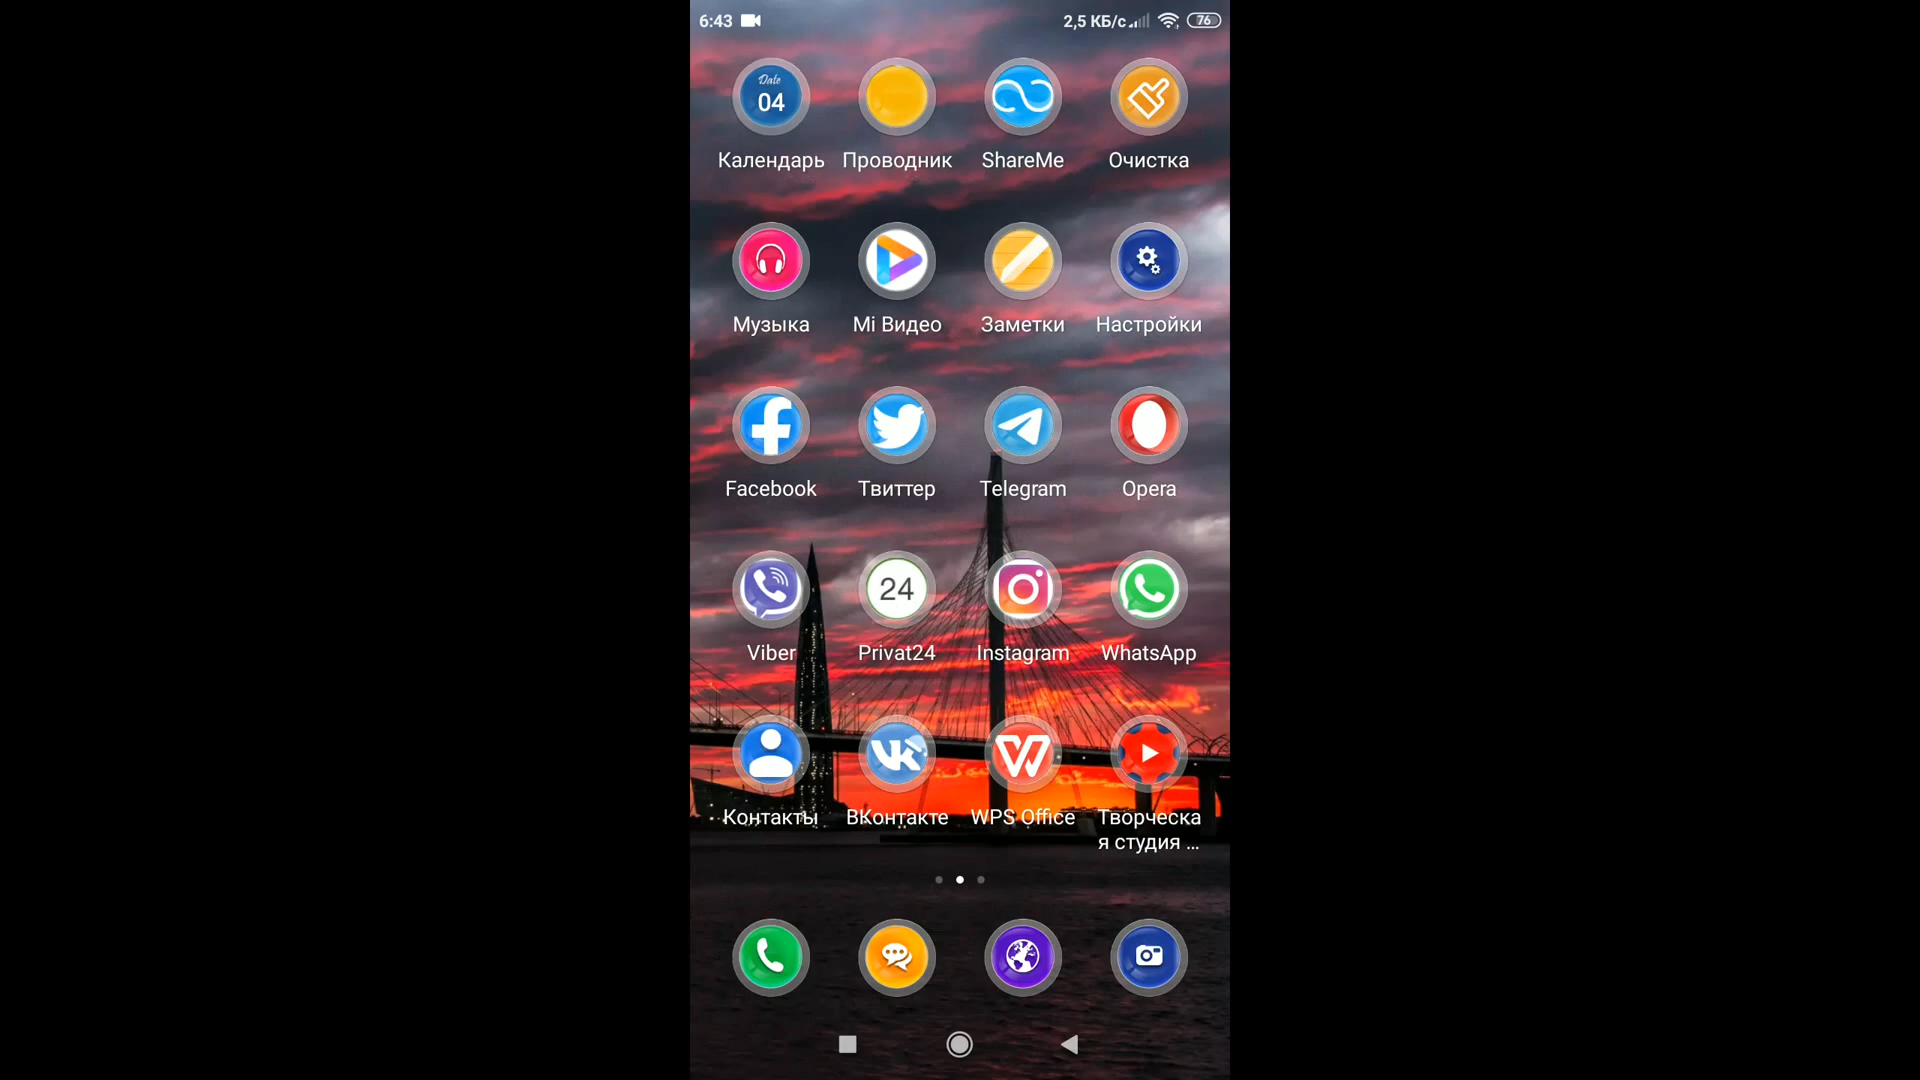 6:43
2,5 КБ/с
76
Date
04
Календарь
Проводник
ShareMe
Очистка
Музыка
Mi Видео
Заметки
Настройки
Facebook
Твиттер
Telegram
Opera
24
Viber
Privat24
Instagram
WhatsApp
Контакты
ВКонтакте
WPS Office
Творческа
я студия ...